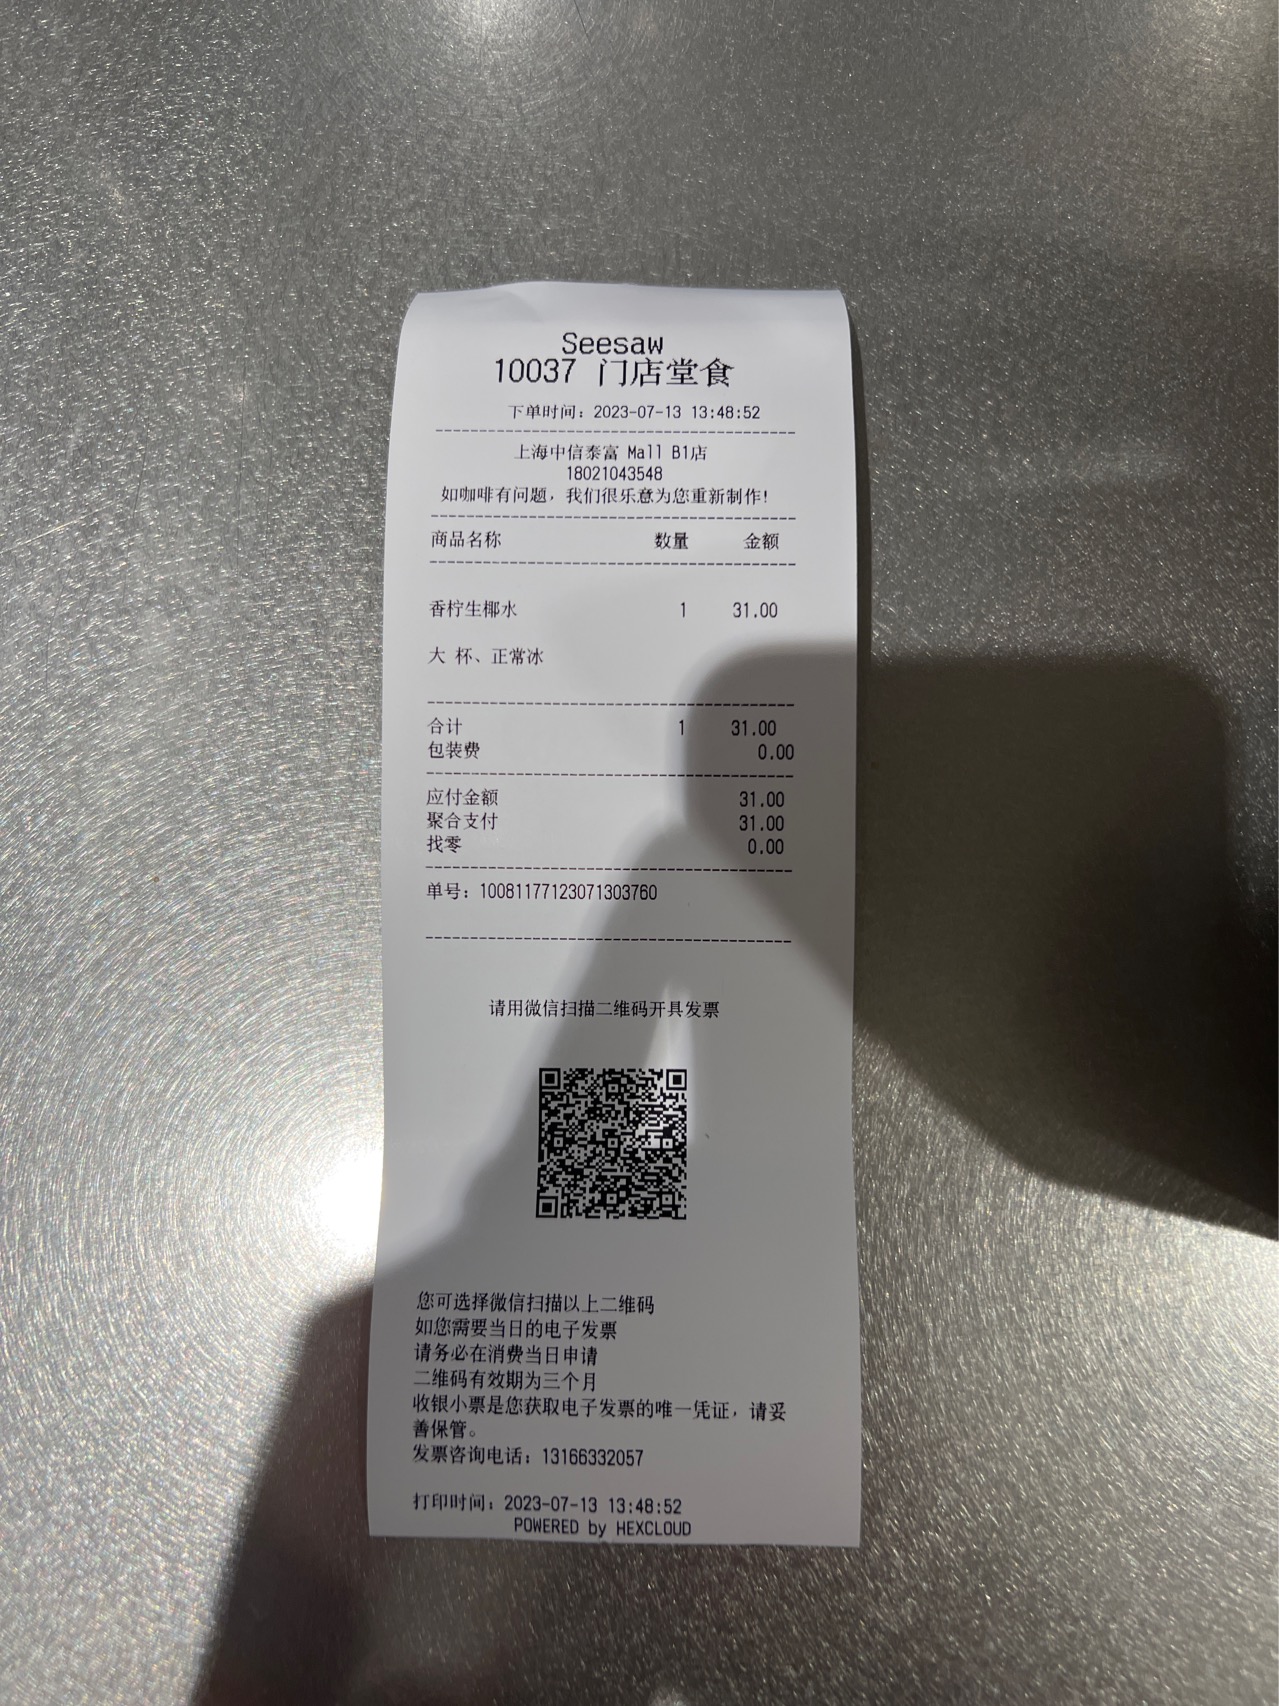 Seesaw
10037 门店堂食
下单时间：2023-07-13 13:48:52
上海中信泰富 Mall B1店
18021043548
如咖啡有问题，我们很乐意为您重新制作！
商品名称 数量 金额
香柠生椰水 1 31.00
大 杯、正常冰
合计 1 31.00
包装费 0.00
应付金额 31.00
聚合支付 31.00
找零 0.00
单号：10081177123071303760
请用微信扫描二维码开具发票
您可选择微信扫描以上二维码
如您需要当日的电子发票
请务必在消费当日申请
二维码有效期为三个月
收银小票是您获取电子发票的唯一凭证，请妥
善保管。
发票咨询电话：13166332057
打印时间：2023-07-13 13:48:52
POWERED by HEXCLOUD